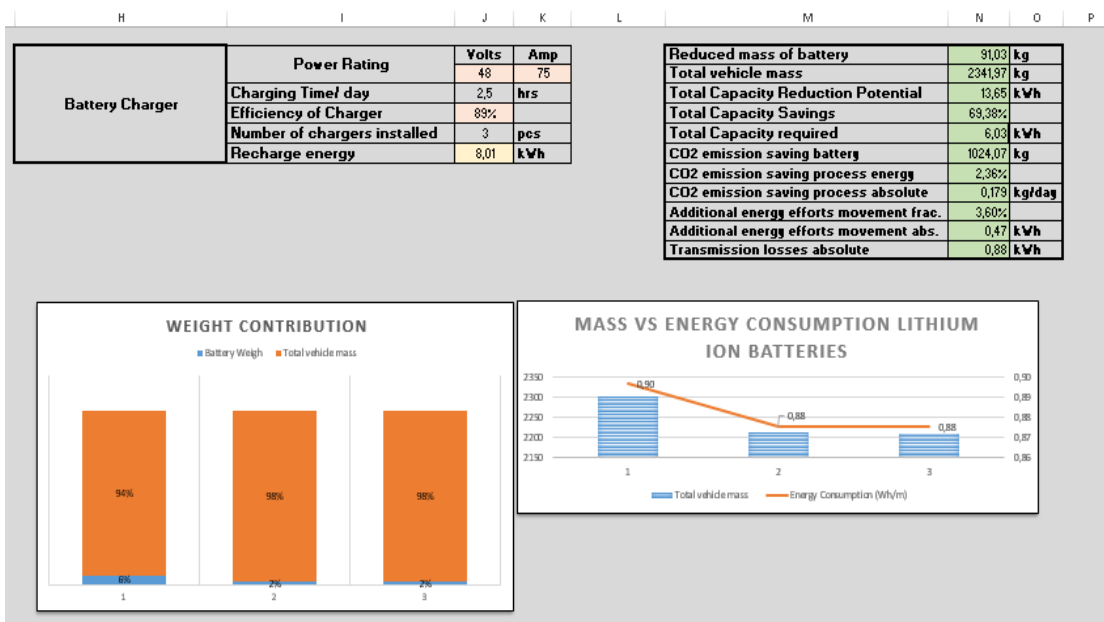 H I J K L M N O P
Battery Charger
Power Rating Volts Amp
48 75
Charging Time/ day 2,5 hrs
Efficiency of Charger 89%
Number of chargers installed 3 pcs
Recharge energy 8,01 kWh
Reduced mass of battery 91,03 kg
Total vehicle mass 2341,97 kg
Total Capacity Reduction Potential 13,65 kWh
Total Capacity Savings 69,38%
Total Capacity required 6,03 kWh
CO2 emission saving battery 1024,07 kg
CO2 emission saving process energy 2,36%
CO2 emission saving process absolute 0,179 kg/day
Additional energy efforts movement frac. 3,60%
Additional energy efforts movement abs. 0,47 kWh
Transmission losses absolute 0,88 kWh
WEIGHT CONTRIBUTION
Battery Weigh Total vehicle mass
94% 98% 98%
6% 2% 2%
1 2 3
MASS VS ENERGY CONSUMPTION LITHIUM
ION BATTERIES
2350 0,90 0,90
2300 0,89
2250 0,88 0,88
2200 0,88 0,87
2150 0,86
1 2 3
Total vehicle mass Energy Consumption (Wh/m)